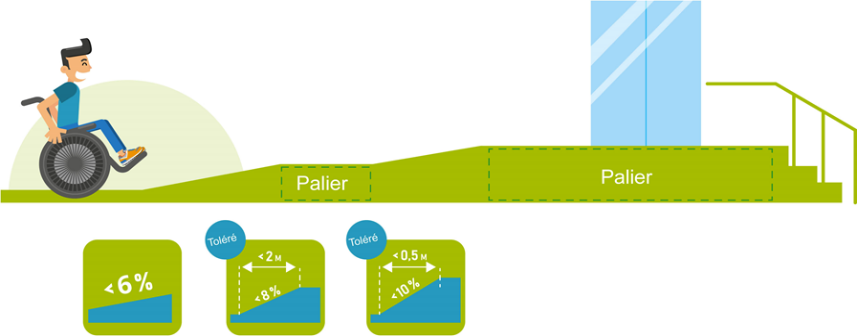 Palier
Palier
< 6 %
Toléré
< 2 M
< 8 %
Toléré
< 0,5 M
< 10 %